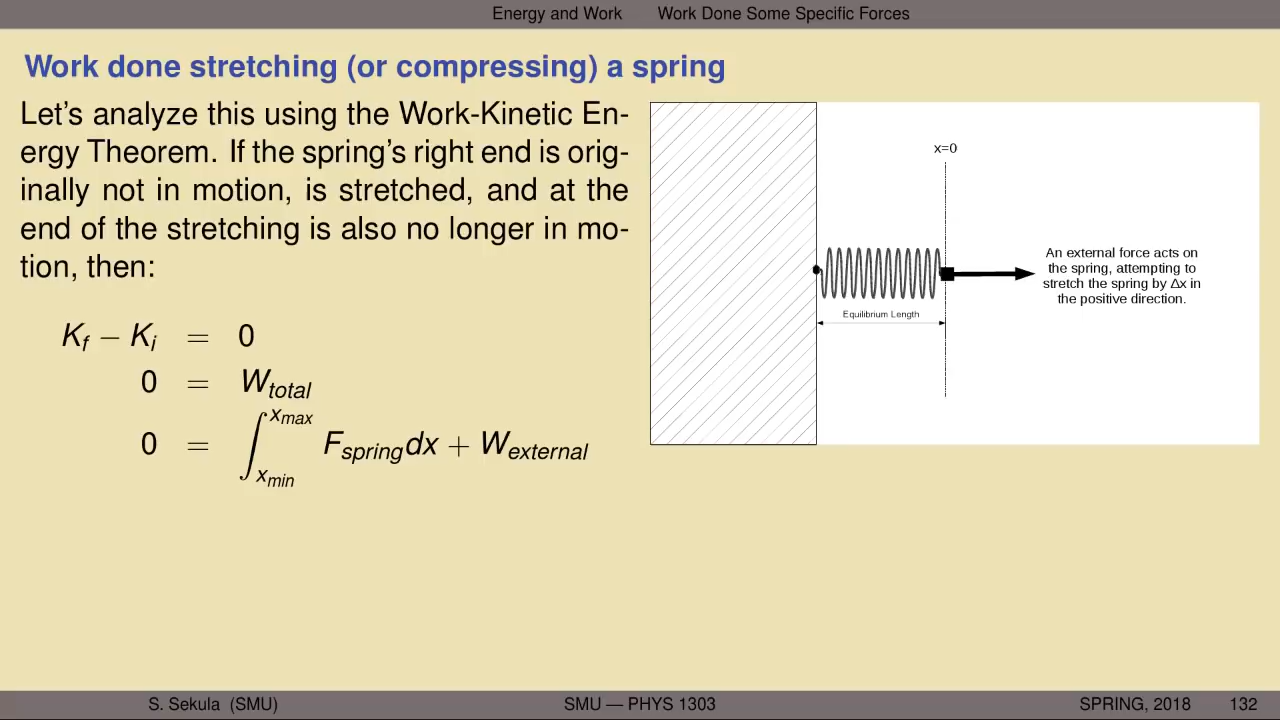 Energy and Work Work Done Some Specific Forces
Work done stretching (or compressing) a spring
Let's analyze this using the Work-Kinetic En-
ergy Theorem. If the spring's right end is orig-
inally not in motion, is stretched, and at the
end of the stretching is also no longer in mo-
tion, then:
K_f − K_i = 0
0 = W_total
0 = ∫_{x_min}^{x_max} F_spring dx + W_external
x=0
An external force acts on
the spring, attempting to
stretch the spring by Δx in
the positive direction.
Equilibrium Length
S. Sekula (SMU) SMU — PHYS 1303 SPRING, 2018 132